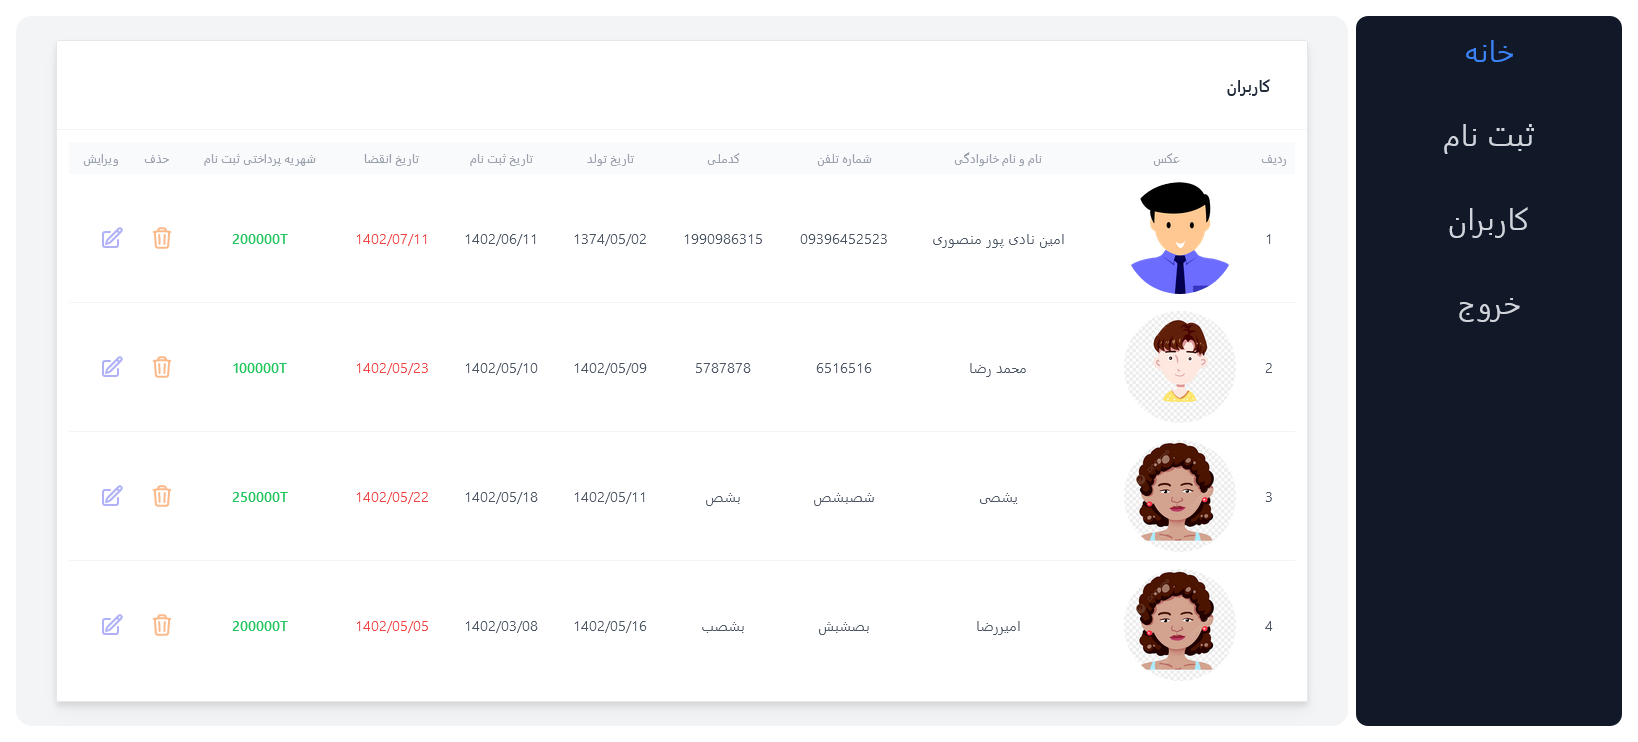 خانه
ثبت نام
کاربران
خروج
کاربران
ردیف عکس نام و نام خانوادگی شماره تلفن کدملی تاریخ تولد تاریخ ثبت نام تاریخ انقضا شهریه پرداختی ثبت نام حذف ویرایش
1 امین نادی پور منصوری 09396452523 1990986315 1374/05/02 1402/06/11 1402/07/11 200000T
2 محمد رضا 6516516 5787878 1402/05/09 1402/05/10 1402/05/23 100000T
3 یشصی شصبشص بشص 1402/05/11 1402/05/18 1402/05/22 250000T
4 امیررضا بصشبش بشصب 1402/05/16 1402/03/08 1402/05/05 200000T